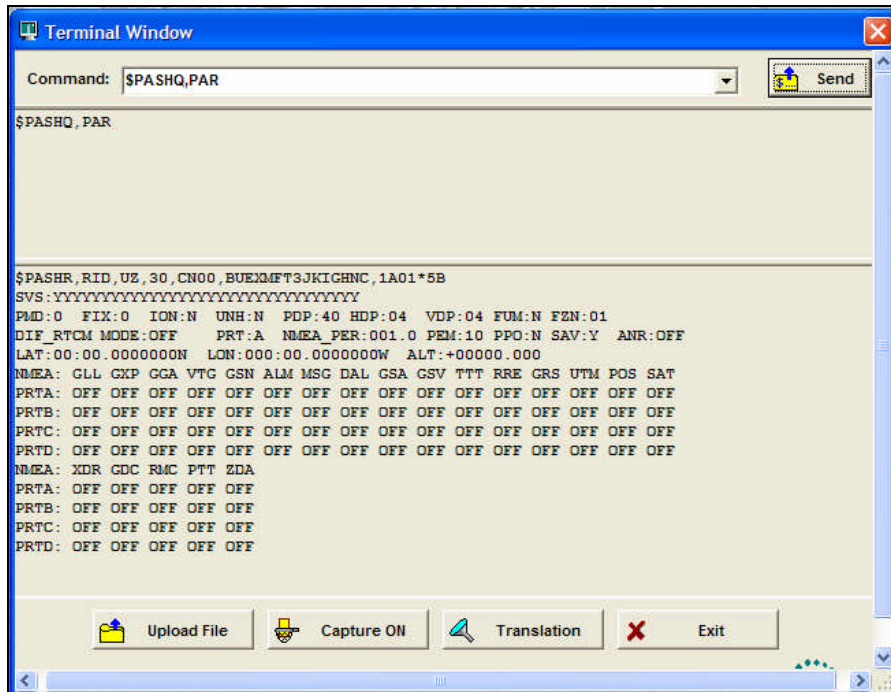 Terminal Window
Command: $PASHQ,PAR Send
$PASHQ,PAR
$PASHR,RID,UZ,30,CN00,BUEXMFT3JKIGHNC,1A01*5B
SVS:YYYYYYYYYYYYYYYYYYYYYYYYYYYYYYYY
PMD:0 FIX:0 ION:N UNH:N PDP:40 HDP:04 VDP:04 FUM:N FZN:01
DIF_RTCM MODE:OFF PRT:A NMEA_PER:001.0 PEM:10 PPO:N SAV:Y ANR:OFF
LAT:00:00.0000000N LON:000:00.0000000W ALT:+00000.000
NMEA: GLL GXP GGA VTG GSN ALM MSG DAL GSA GSV TTT RRE GRS UTM POS SAT
PRTA: OFF OFF OFF OFF OFF OFF OFF OFF OFF OFF OFF OFF OFF OFF OFF OFF
PRTB: OFF OFF OFF OFF OFF OFF OFF OFF OFF OFF OFF OFF OFF OFF OFF OFF
PRTC: OFF OFF OFF OFF OFF OFF OFF OFF OFF OFF OFF OFF OFF OFF OFF OFF
PRTD: OFF OFF OFF OFF OFF OFF OFF OFF OFF OFF OFF OFF OFF OFF OFF OFF
NMEA: XDR GDC RMC PTT ZDA
PRTA: OFF OFF OFF OFF OFF
PRTB: OFF OFF OFF OFF OFF
PRTC: OFF OFF OFF OFF OFF
PRTD: OFF OFF OFF OFF OFF
Upload File Capture ON Translation Exit